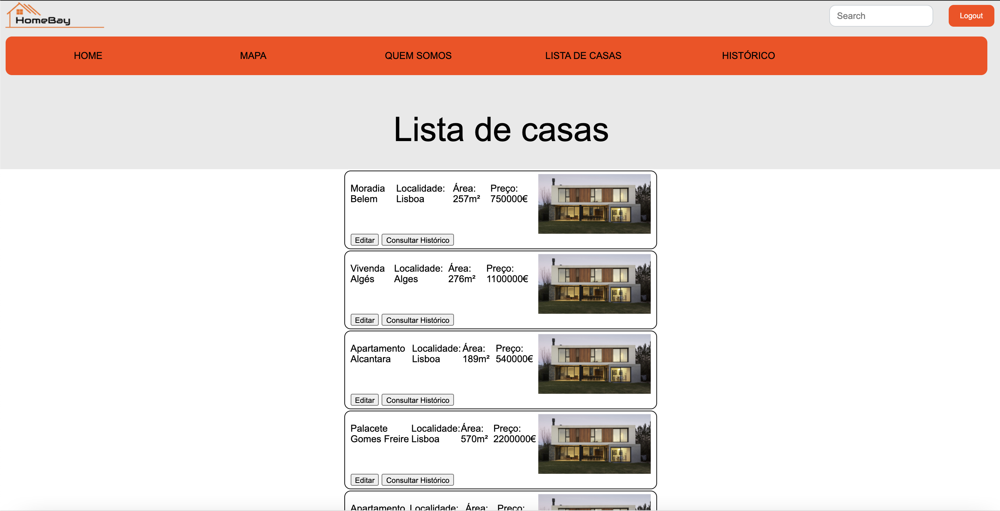 HomeBay
Search
Logout
HOME
MAPA
QUEM SOMOS
LISTA DE CASAS
HISTÓRICO
Lista de casas
Moradia Localidade: Área: Preço:
Belem Lisboa 257m² 750000€
Editar Consultar Histórico
Vivenda Localidade: Área: Preço:
Algés Alges 276m² 1100000€
Editar Consultar Histórico
Apartamento Localidade: Área: Preço:
Alcantara Lisboa 189m² 540000€
Editar Consultar Histórico
Palacete Localidade: Área: Preço:
Gomes Freire Lisboa 570m² 2200000€
Editar Consultar Histórico
Apartamento Localidade: Área: Preço: